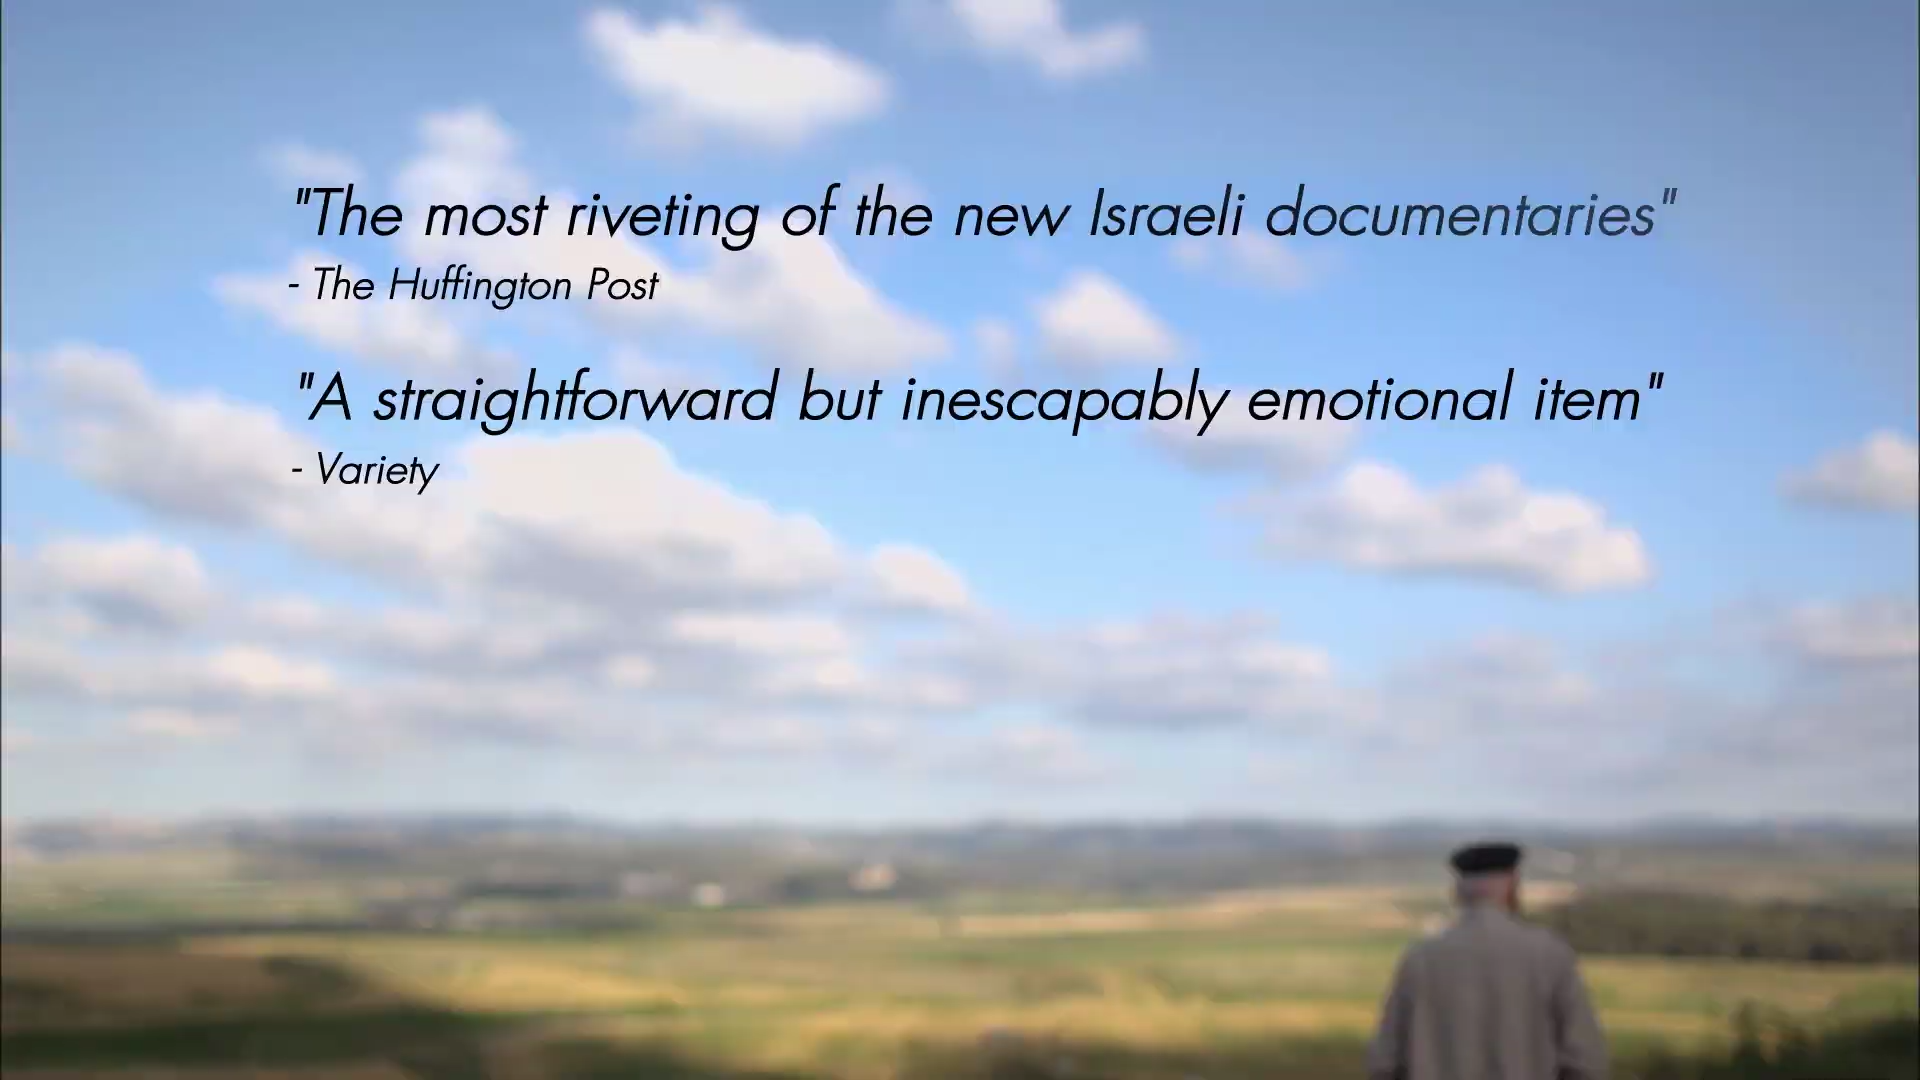 "The most riveting of the new Israeli documentaries"
- The Huffington Post
"A straightforward but inescapably emotional item"
- Variety